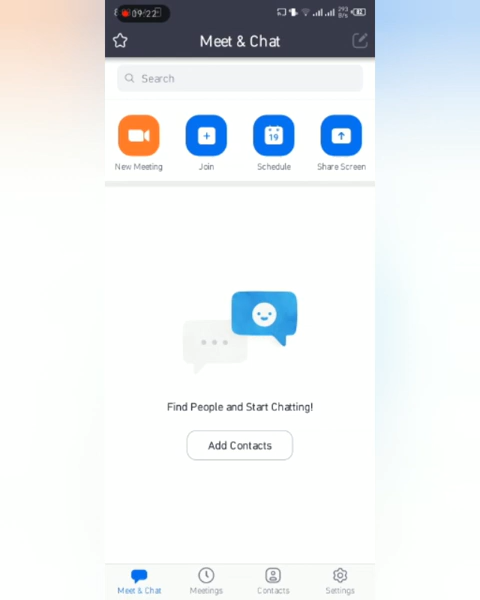 09:22
293
B/s
Meet & Chat
Search
19
New Meeting
Join
Schedule
Share Screen
Find People and Start Chatting!
Add Contacts
Meet & Chat
Meetings
Contacts
Settings